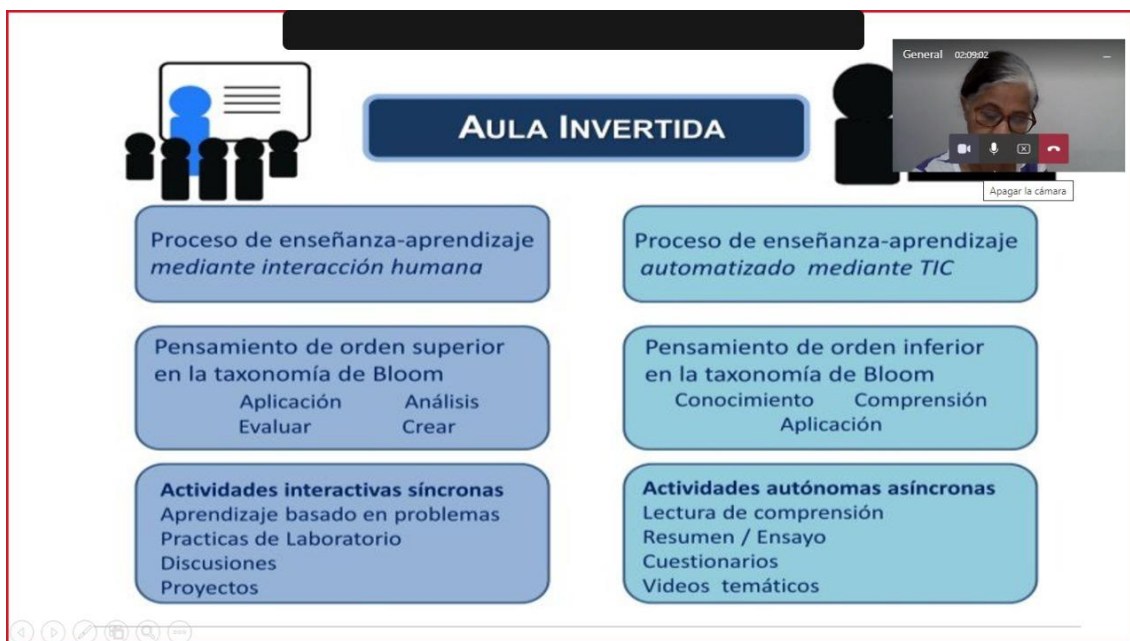 General 02:09:02
AULA INVERTIDA
Apagar la cámara
Proceso de enseñanza-aprendizaje
mediante interacción humana
Proceso de enseñanza-aprendizaje
automatizado mediante TIC
Pensamiento de orden superior
en la taxonomía de Bloom
Aplicación Análisis
Evaluar Crear
Pensamiento de orden inferior
en la taxonomía de Bloom
Conocimiento Comprensión
Aplicación
Actividades interactivas síncronas
Aprendizaje basado en problemas
Practicas de Laboratorio
Discusiones
Proyectos
Actividades autónomas asíncronas
Lectura de comprensión
Resumen / Ensayo
Cuestionarios
Videos temáticos